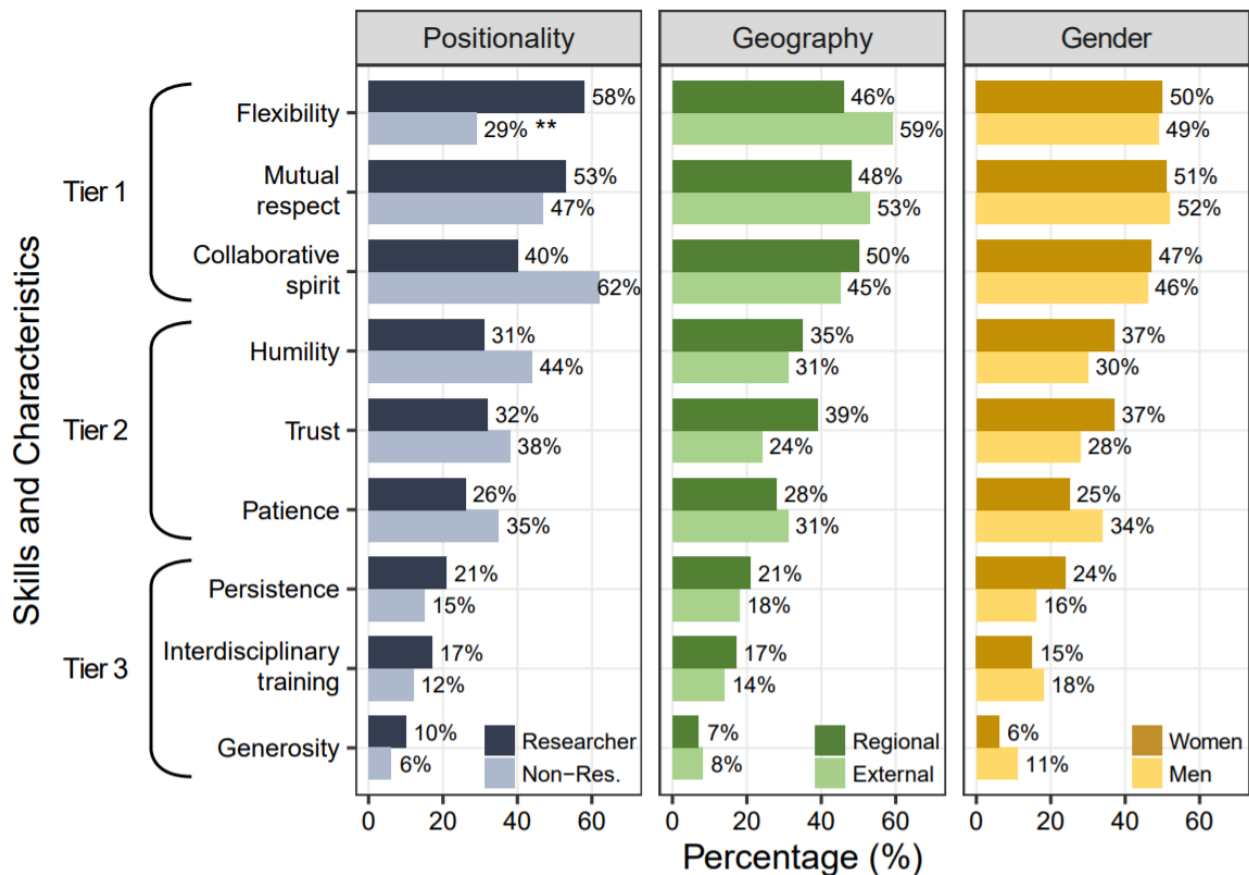 Positionality
Geography
Gender
Skills and Characteristics
Tier 1
Flexibility
58%
29% **
46%
59%
50%
49%
Mutual
respect
53%
47%
48%
53%
51%
52%
Collaborative
spirit
40%
62%
50%
45%
47%
46%
Tier 2
Humility
31%
44%
35%
31%
37%
30%
Trust
32%
38%
39%
24%
37%
28%
Patience
26%
35%
28%
31%
25%
34%
Tier 3
Persistence
21%
15%
21%
18%
24%
16%
Interdisciplinary
training
17%
12%
17%
14%
15%
18%
Generosity
10%
6%
7%
8%
6%
11%
Researcher
Non−Res.
Regional
External
Women
Men
0 20 40 60
0 20 40 60
0 20 40 60
Percentage (%)